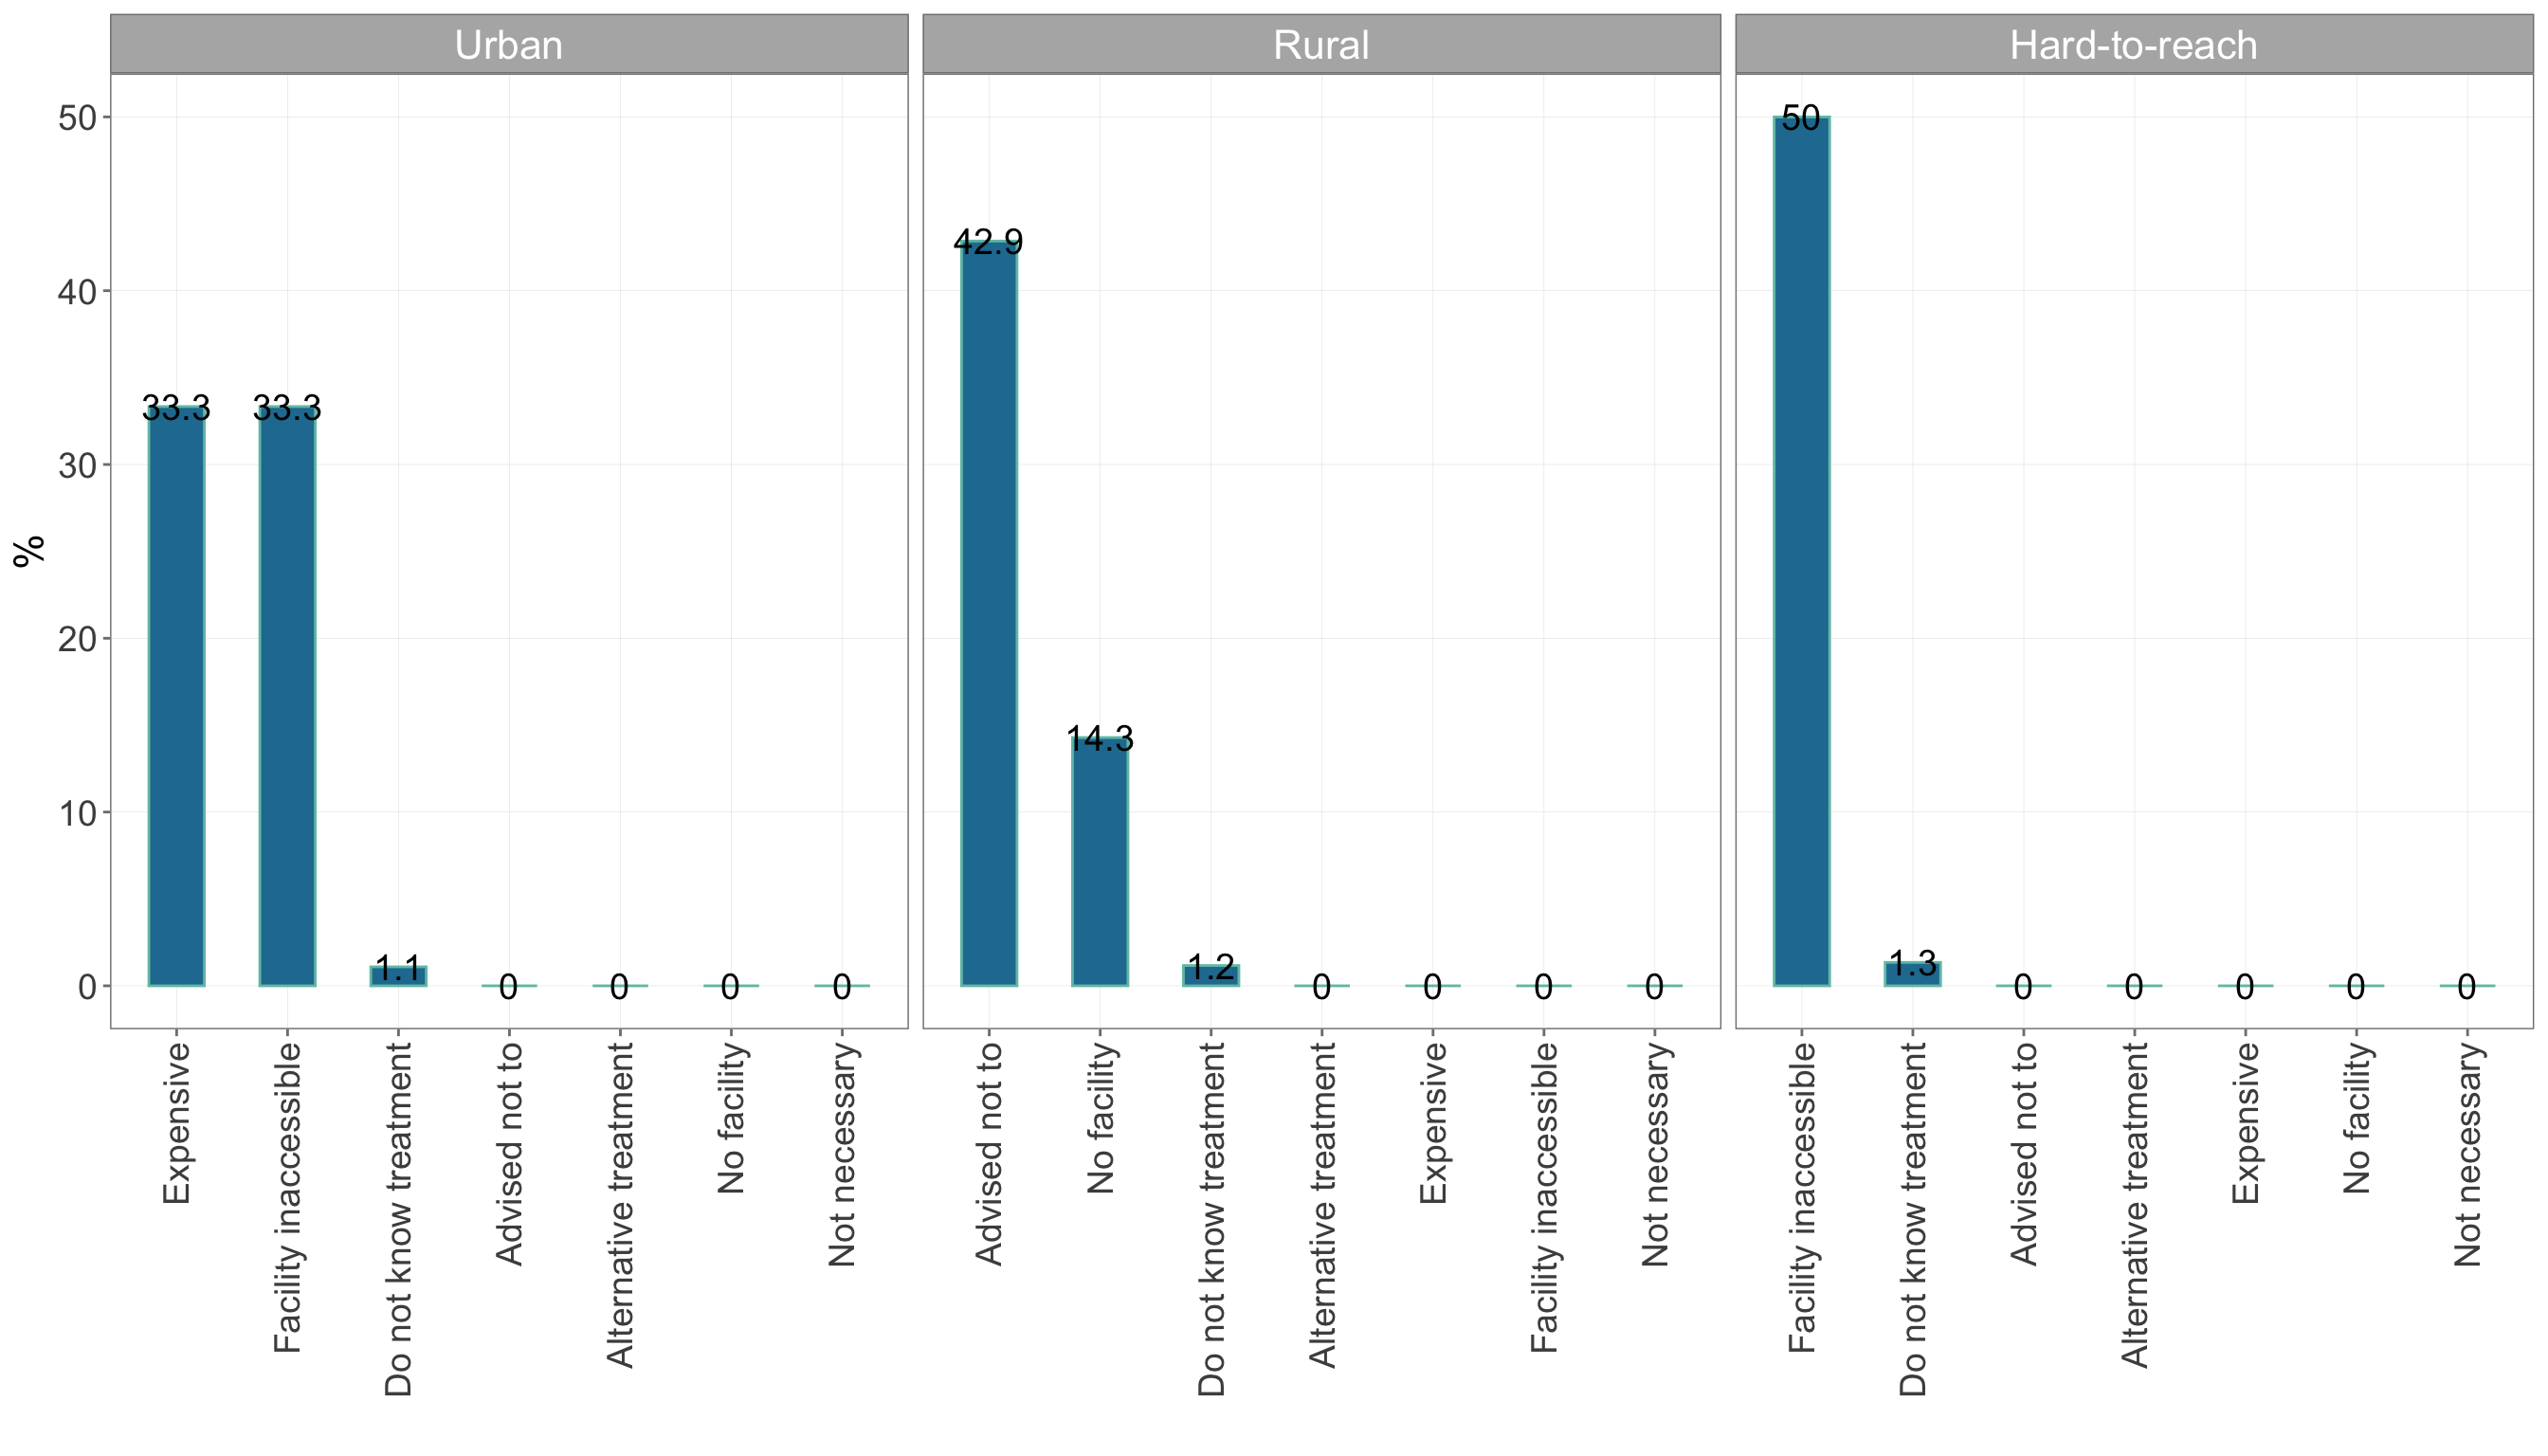 Urban
Rural
Hard-to-reach
%
50
40
30
20
10
0
33.3
33.3
1.1
0
0
0
0
42.9
14.3
1.2
0
0
0
0
50
1.3
0
0
0
0
0
Expensive
Facility inaccessible
Do not know treatment
Advised not to
Alternative treatment
No facility
Not necessary
Advised not to
No facility
Do not know treatment
Alternative treatment
Expensive
Facility inaccessible
Not necessary
Facility inaccessible
Do not know treatment
Advised not to
Alternative treatment
Expensive
No facility
Not necessary